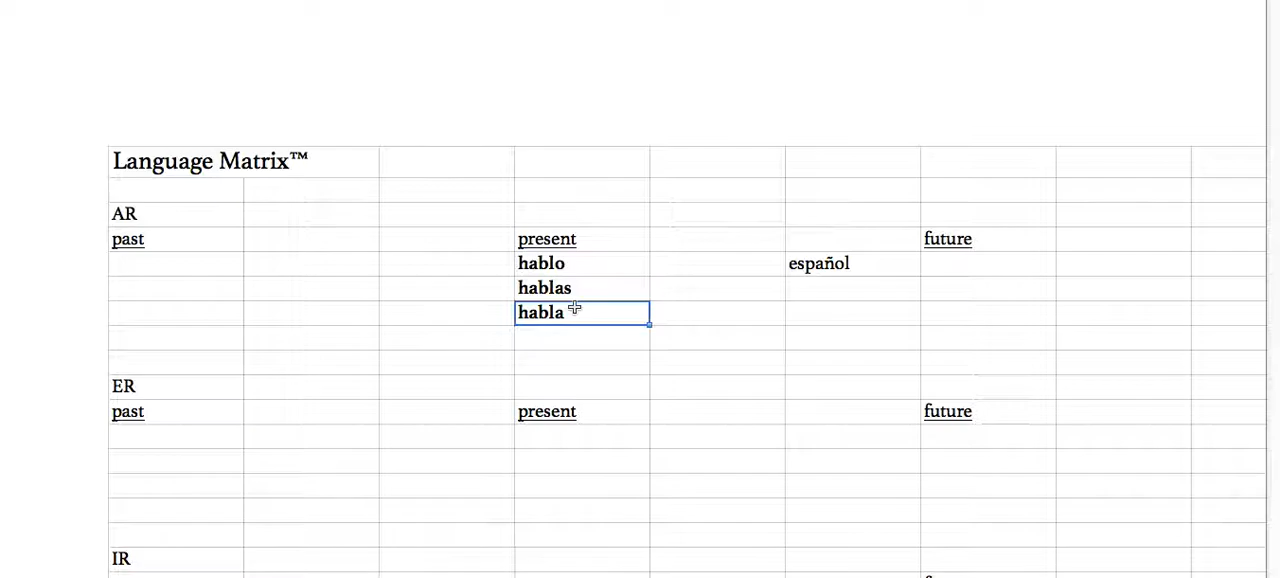 Language Matrix™
AR
past present future
hablo español
hablas
habla
ER
past present future
IR